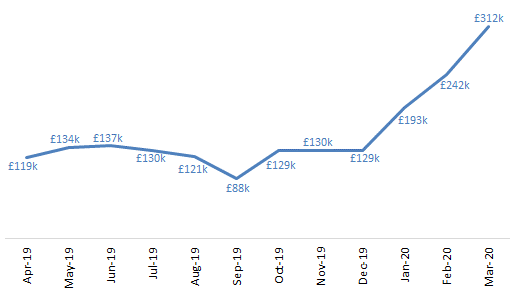 £119k
£134k
£137k
£130k
£121k
£88k
£129k
£130k
£129k
£193k
£242k
£312k
Apr-19
May-19
Jun-19
Jul-19
Aug-19
Sep-19
Oct-19
Nov-19
Dec-19
Jan-20
Feb-20
Mar-20